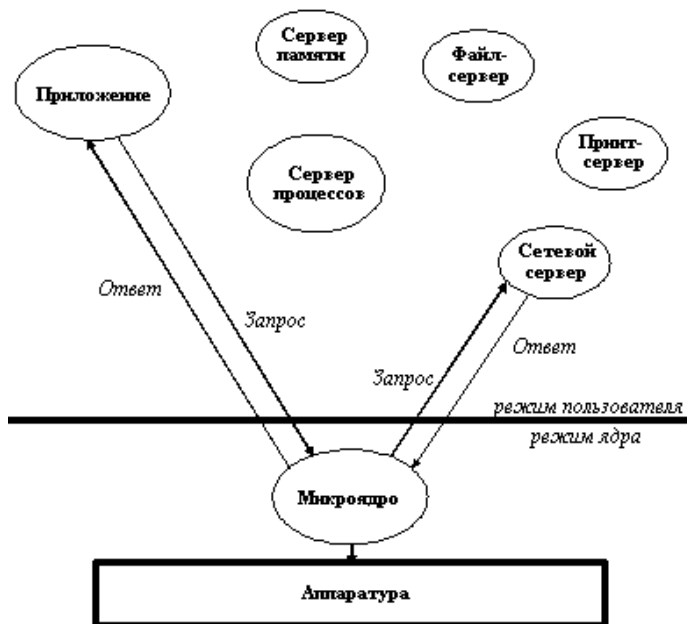 Сервер
памяти
Файл-
сервер
Приложение
Принт-
сервер
Сервер
процессов
Сетевой
сервер
Ответ
Запрос
Ответ
Запрос
режим пользователя
режим ядра
Микроядро
Аппаратура